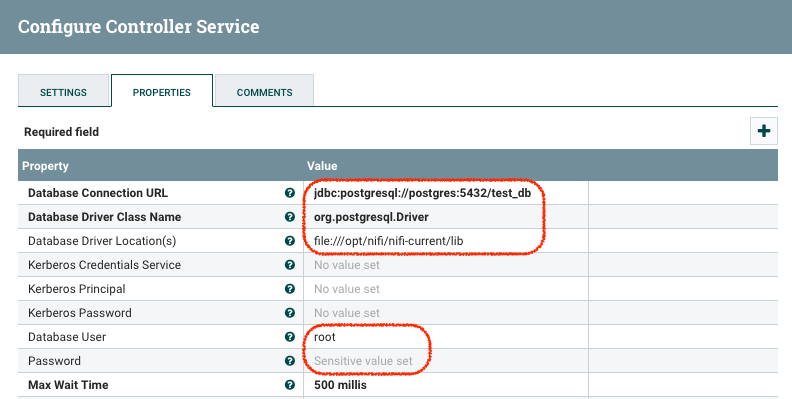 Configure Controller Service
SETTINGS PROPERTIES COMMENTS
Required field
Property Value
Database Connection URL jdbc:postgresql://postgres:5432/test_db
Database Driver Class Name org.postgresql.Driver
Database Driver Location(s) file:///opt/nifi/nifi-current/lib
Kerberos Credentials Service No value set
Kerberos Principal No value set
Kerberos Password No value set
Database User root
Password Sensitive value set
Max Wait Time 500 millis